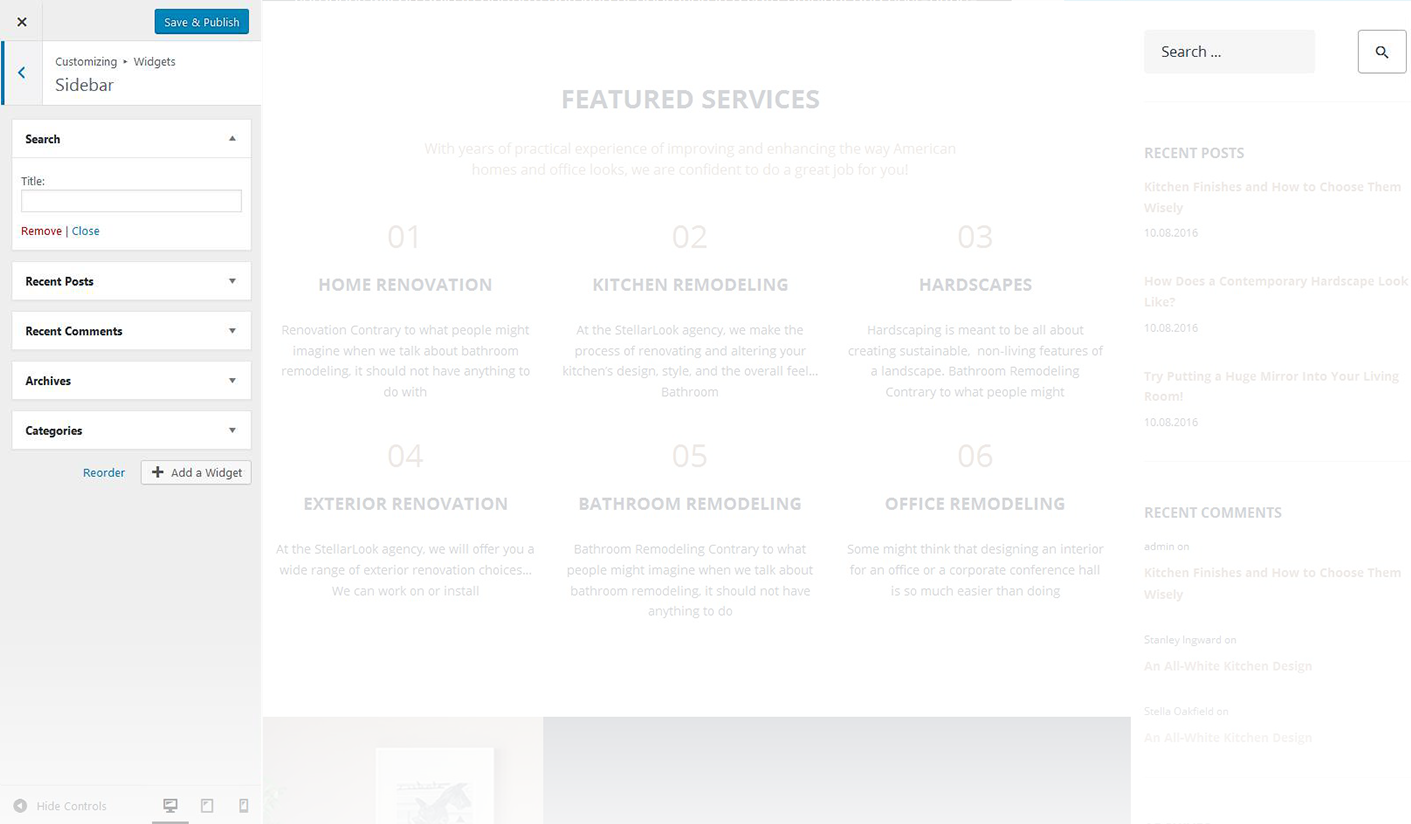 Save & Publish
Customizing ▸ Widgets
Sidebar
Search
Title:
Remove | Close
Recent Posts
Recent Comments
Archives
Categories
Reorder
Add a Widget
Hide Controls
FEATURED SERVICES
With years of practical experience of improving and enhancing the way American
homes and office looks, we are confident to do a great job for you!
01
HOME RENOVATION
Renovation Contrary to what people might
imagine when we talk about bathroom
remodeling, it should not have anything to
do with
02
KITCHEN REMODELING
At the StellarLook agency, we make the
process of renovating and altering your
kitchen's design, style, and the overall feel...
Bathroom
03
HARDSCAPES
Hardscaping is meant to be all about
creating sustainable, non-living features of
a landscape. Bathroom Remodeling
Contrary to what people might
04
EXTERIOR RENOVATION
At the StellarLook agency, we will offer you a
wide range of exterior renovation choices...
We can work on or install
05
BATHROOM REMODELING
Bathroom Remodeling Contrary to what
people might imagine when we talk about
bathroom remodeling, it should not have
anything to do
06
OFFICE REMODELING
Some might think that designing an interior
for an office or a corporate conference hall
is so much easier than doing
Search ...
RECENT POSTS
Kitchen Finishes and How to Choose Them
Wisely
10.08.2016
How Does a Contemporary Hardscape Look
Like?
10.08.2016
Try Putting a Huge Mirror Into Your Living
Room!
10.08.2016
RECENT COMMENTS
admin on
Kitchen Finishes and How to Choose Them
Wisely
Stanley Ingward on
An All-White Kitchen Design
Stella Oakfield on
An All-White Kitchen Design